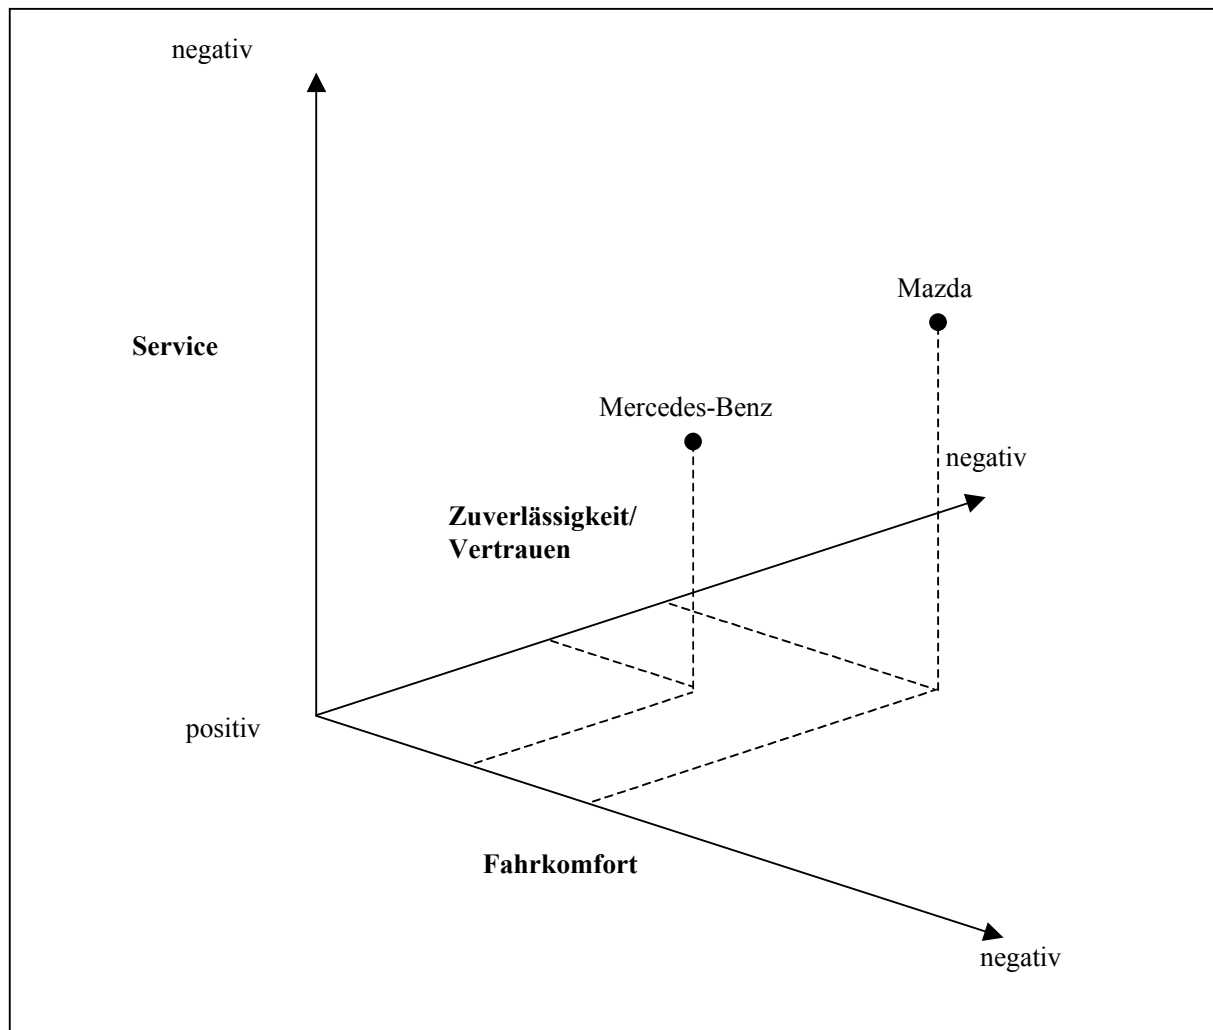 negativ
Mazda
Service
Mercedes-Benz
negativ
Zuverlässigkeit/
Vertrauen
positiv
Fahrkomfort
negativ